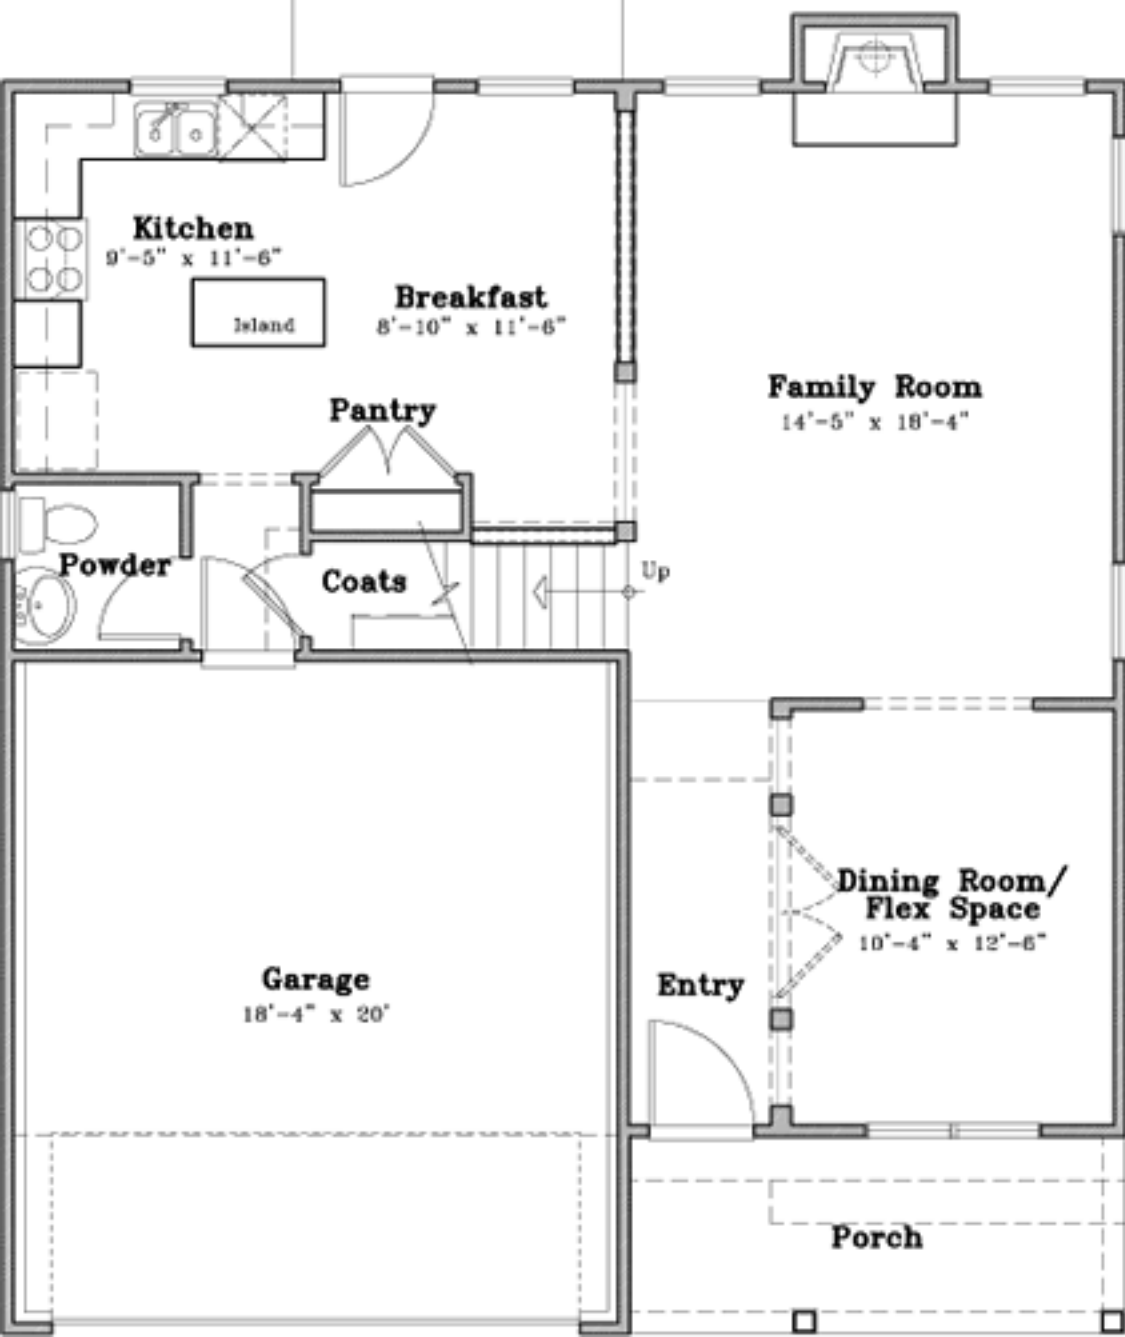 Kitchen
9'-5" x 11'-6"
Island
Breakfast
8'-10" x 11'-6"
Family Room
14'-5" x 18'-4"
Pantry
Powder
Coats
Up
Dining Room/
Flex Space
10'-4" x 12'-6"
Garage
18'-4" x 20'
Entry
Porch